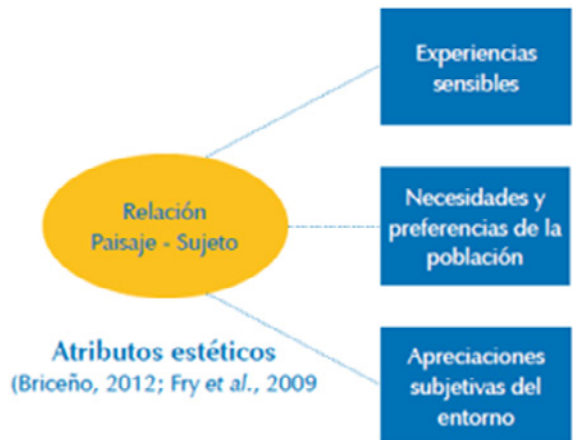 Experiencias
sensibles
Relación
Paisaje - Sujeto
Necesidades y
preferencias de la
población
Atributos estéticos
(Briceño, 2012; Fry et al., 2009
Apreciaciones
subjetivas del
entorno